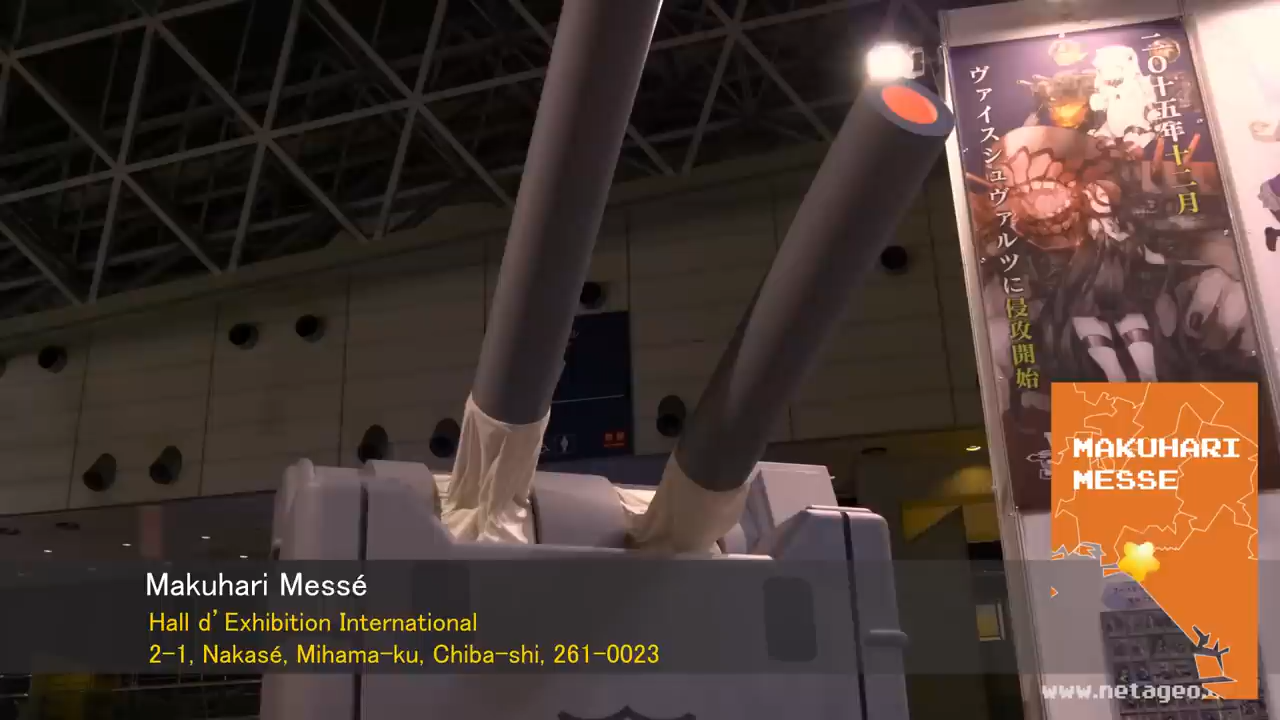 二〇十五年十二月
ヴァイスシュヴァルツに侵攻開始
MAKUHARI
MESSE
Makuhari Messé
Hall d'Exhibition International
2-1, Nakasé, Mihama-ku, Chiba-shi, 261-0023
www.netageo